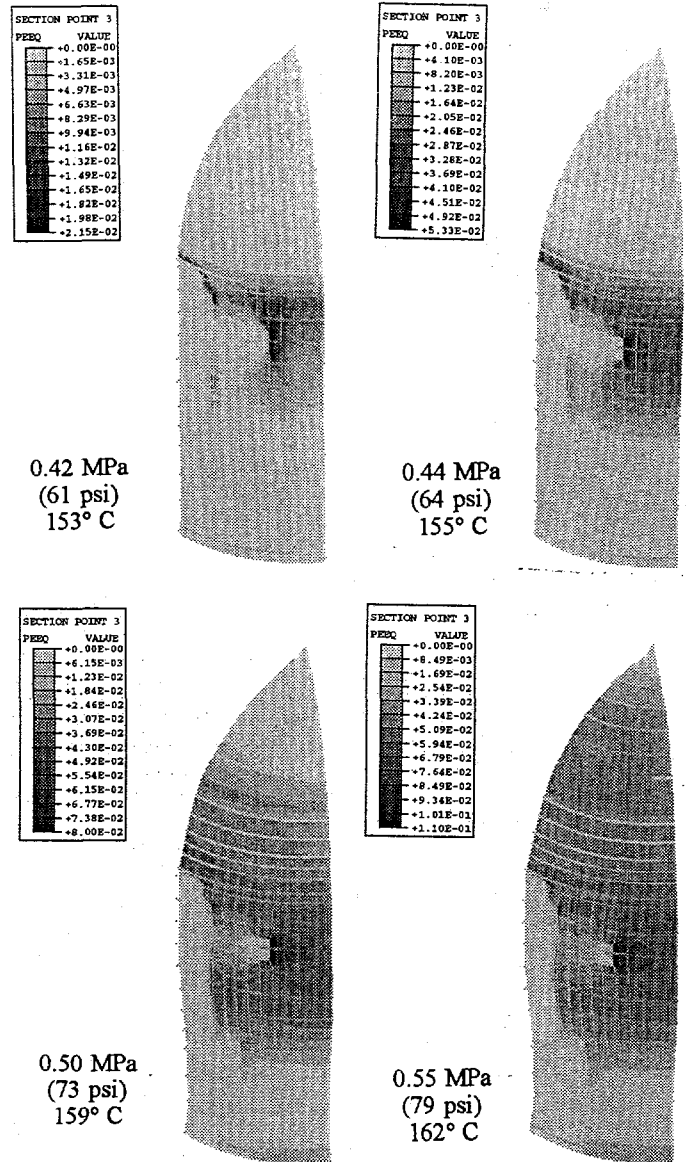 SECTION POINT 3
PEEQ VALUE
+0.00E-00
+1.65E-03
+3.31E-03
+4.97E-03
+6.63E-03
+8.29E-03
+9.94E-03
+1.16E-02
+1.32E-02
+1.49E-02
+1.65E-02
+1.82E-02
+1.98E-02
+2.15E-02
0.42 MPa
(61 psi)
153° C
SECTION POINT 3
PEEQ VALUE
+0.00E-00
+4.10E-03
+8.20E-03
+1.23E-02
+1.64E-02
+2.05E-02
+2.46E-02
+2.87E-02
+3.28E-02
+3.69E-02
+4.10E-02
+4.51E-02
+4.92E-02
+5.33E-02
0.44 MPa
(64 psi)
155° C
SECTION POINT 3
PEEQ VALUE
+0.00E-00
+6.15E-03
+1.23E-02
+1.84E-02
+2.46E-02
+3.07E-02
+3.69E-02
+4.30E-02
+4.92E-02
+5.54E-02
+6.15E-02
+6.77E-02
+7.38E-02
+8.00E-02
0.50 MPa
(73 psi)
159° C
SECTION POINT 3
PEEQ VALUE
+0.00E-00
+8.49E-03
+1.69E-02
+2.54E-02
+3.39E-02
+4.24E-02
+5.09E-02
+5.94E-02
+6.79E-02
+7.64E-02
+8.49E-02
+9.34E-02
+1.01E-01
+1.10E-01
0.55 MPa
(79 psi)
162° C